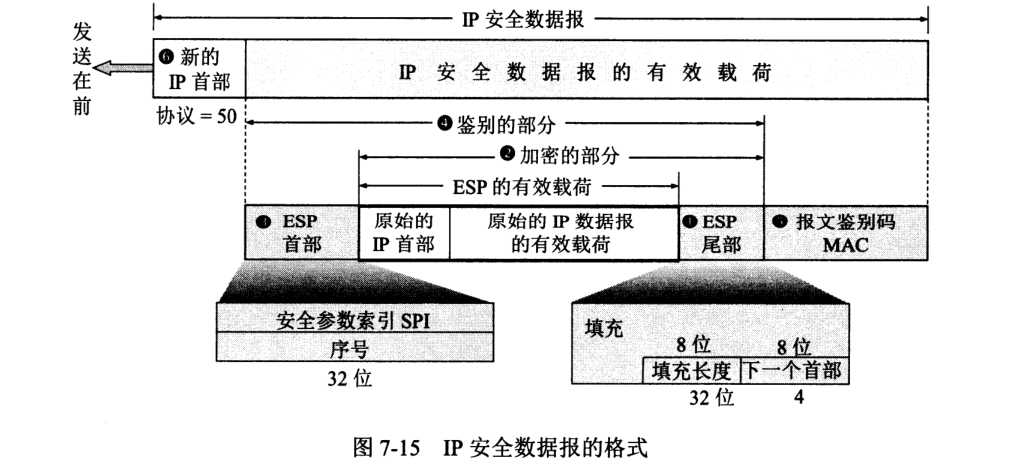 IP 安全数据报
发送在前
❻ 新的
IP 首部
IP 安全数据报的有效载荷
协议 = 50
❹ 鉴别的部分
❷ 加密的部分
ESP 的有效载荷
❸ ESP
首部
原始的
IP 首部
原始的 IP 数据报
的有效载荷
❶ ESP
尾部
报文鉴别码
MAC
安全参数索引 SPI
序号
32 位
填充
8 位
8 位
填充长度
下一个首部
32 位
4
图 7-15 IP 安全数据报的格式